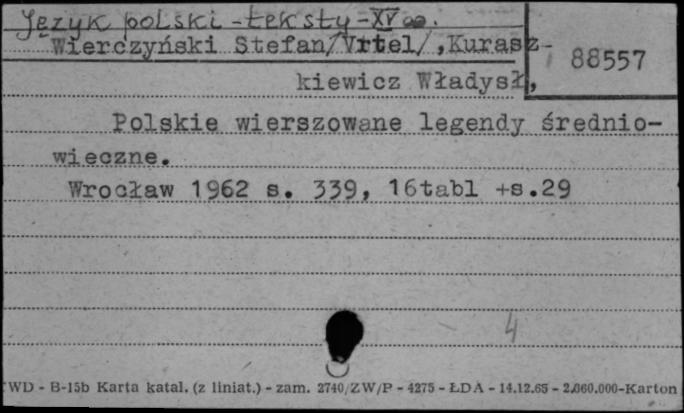 Język polski - teksty - XV w.
Wierczyński Stefan/Vrtel/,Kurasz-
88557
kiewicz Władysł,
Polskie wierszowane legendy średnio-
wieczne.
Wrocław 1962 s. 339, 16tabl +s.29
4
WD - B-15b Karta katal. (z liniat.) - zam. 2740/ZW/P - 4275 - ŁDA - 14.12.65 - 2.060.000-Karton